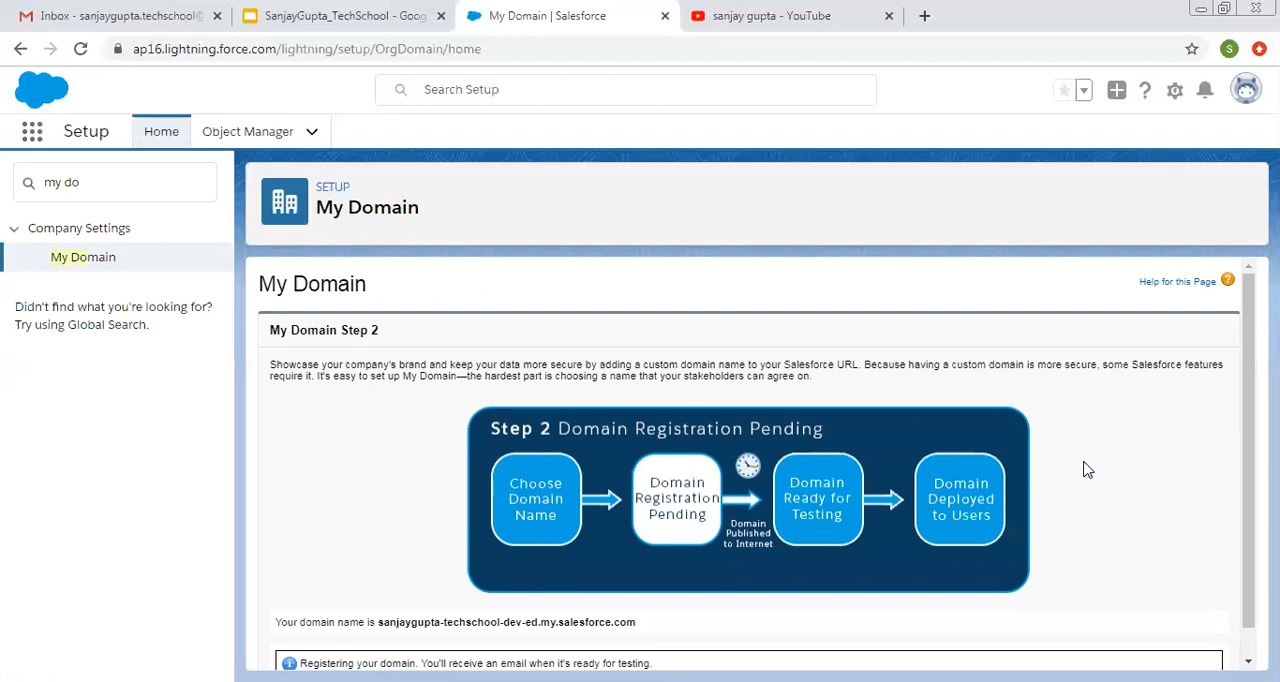 Inbox - sanjaygupta.techschool@
SanjayGupta_TechSchool - Goog
My Domain | Salesforce
sanjay gupta - YouTube
ap16.lightning.force.com/lightning/setup/OrgDomain/home
S
Search Setup
Setup
Home
Object Manager
my do
Company Settings
My Domain
Didn't find what you're looking for?
Try using Global Search.
SETUP
My Domain
My Domain
Help for this Page
My Domain Step 2
Showcase your company's brand and keep your data more secure by adding a custom domain name to your Salesforce URL. Because having a custom domain is more secure, some Salesforce features
require it. It's easy to set up My Domain—the hardest part is choosing a name that your stakeholders can agree on.
Step 2 Domain Registration Pending
Choose
Domain
Name
Domain
Registration
Pending
Domain
Published
to Internet
Domain
Ready for
Testing
Domain
Deployed
to Users
Your domain name is sanjaygupta-techschool-dev-ed.my.salesforce.com
Registering your domain. You'll receive an email when it's ready for testing.